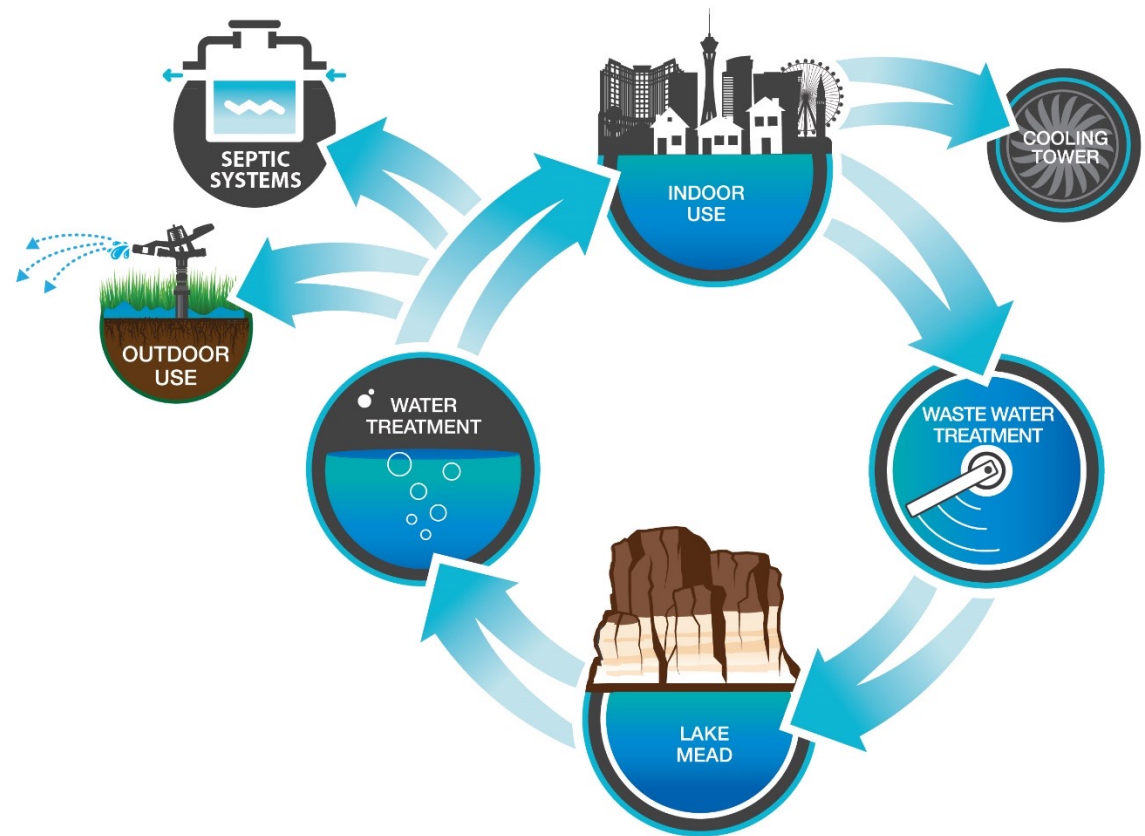 SEPTIC
SYSTEMS
INDOOR
USE
COOLING
TOWER
OUTDOOR
USE
WATER
TREATMENT
WASTE WATER
TREATMENT
LAKE
MEAD